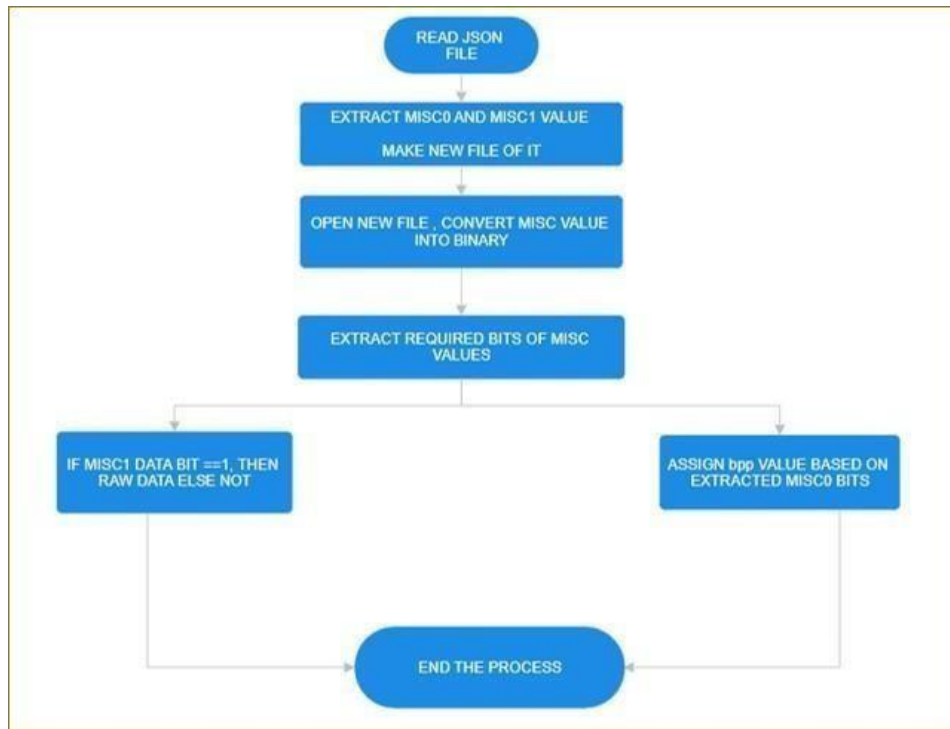 READ JSON
FILE
EXTRACT MISC0 AND MISC1 VALUE
MAKE NEW FILE OF IT
OPEN NEW FILE , CONVERT MISC VALUE
INTO BINARY
EXTRACT REQUIRED BITS OF MISC
VALUES
IF MISC1 DATA BIT ==1, THEN
RAW DATA ELSE NOT
ASSIGN bpp VALUE BASED ON
EXTRACTED MISC0 BITS
END THE PROCESS